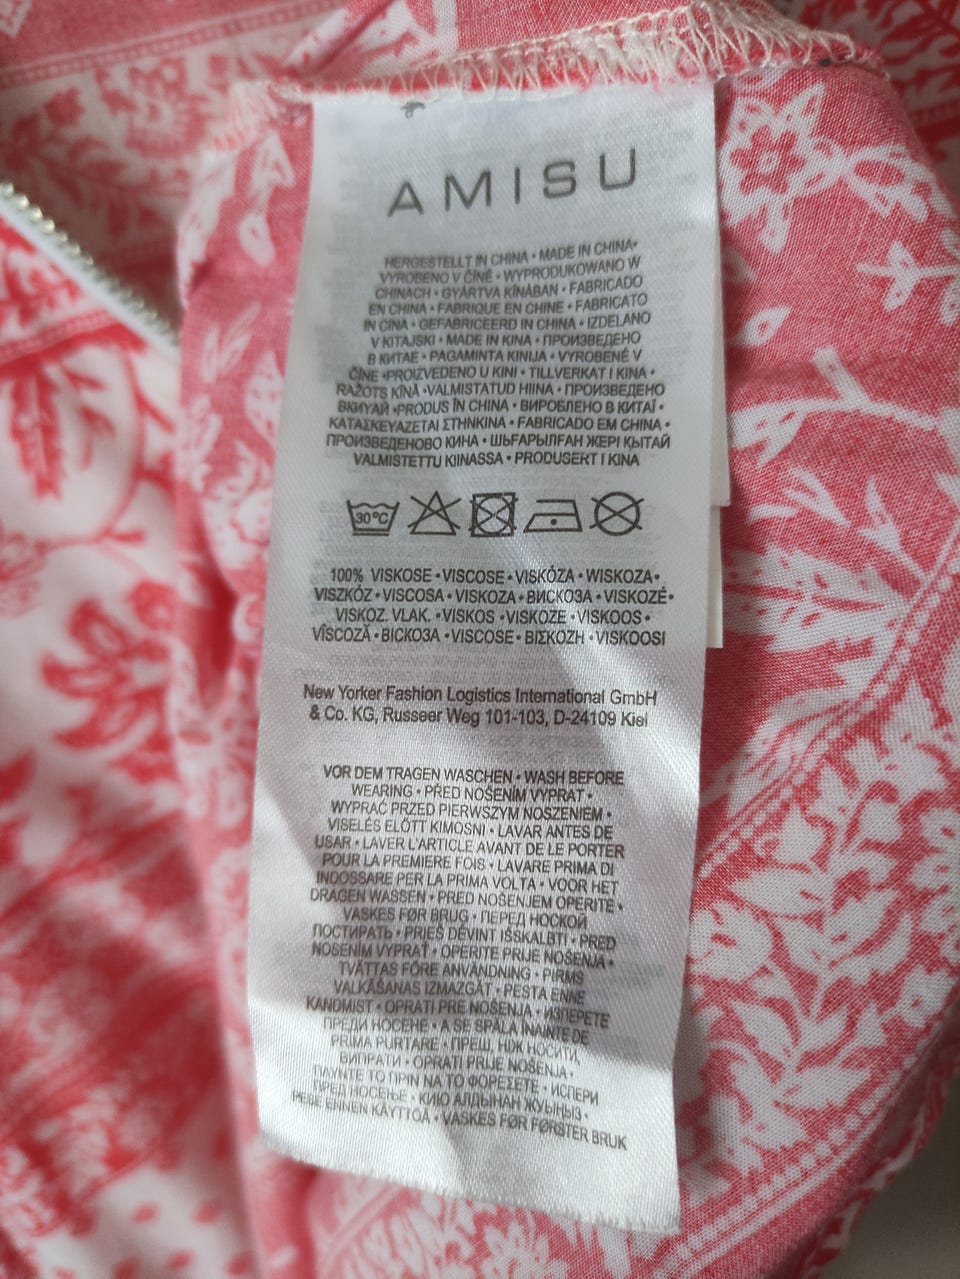 AMISU
HERGESTELLT IN CHINA • MADE IN CHINA•
VYROBENO V ČÍNĚ • WYPRODUKOWANO W
CHINACH • GYÁRTVA KÍNÁBAN • FABRICADO
EN CHINA • FABRIQUE EN CHINE • FABRICATO
IN CINA • GEFABRICEERD IN CHINA • IZDELANO
V KITAJSKI • MADE IN KINA • ПРОИЗВЕДЕНО
В КИТАЕ • PAGAMINTA KINIJA • VYROBENÉ V
ČÍNE •PROIZVEDENO U KINI • TILLVERKAT I KINA •
RAŽOTS ĶĪNĀ •VALMISTATUD HIINA • ПРОИЗВЕДЕНО
ВКИТАЙ •PRODUS ÎN CHINA • ВИРОБЛЕНО В КИТАЇ •
ΚΑΤΑΣΚΕΥΑΖΕΤΑΙ ΣΤΗΝΚΙΝΑ • FABRICADO EM CHINA •
ПРОИЗВЕДЕНОВО КИНА • ШЫҒАРЫЛҒАН ЖЕРІ ҚЫТАЙ
VALMISTETTU KIINASSA • PRODUSERT I KINA
30°C
100% VISKOSE • VISCOSE • VISKÓZA • WISKOZA•
VISZKÓZ • VISCOSA • VISKOZA • ВИСКОЗА • VISKOZĖ•
VISKOZ. VLAK. • VISKOS • VISKOZE • VISKOOS •
VÎSCOZĂ • ВІСКОЗА • VISCOSE • ΒΙΣΚΟΖΗ • VISKOOSI
New Yorker Fashion Logistics International GmbH
& Co. KG, Russeer Weg 101-103, D-24109 Kiel
VOR DEM TRAGEN WASCHEN • WASH BEFORE
WEARING • PŘED NOŠENÍM VYPRAT •
WYPRAĆ PRZED PIERWSZYM NOSZENIEM •
VISELÉS ELŐTT KIMOSNI • LAVAR ANTES DE
USAR • LAVER L'ARTICLE AVANT DE LE PORTER
POUR LA PREMIERE FOIS • LAVARE PRIMA DI
INDOSSARE PER LA PRIMA VOLTA • VOOR HET
DRAGEN WASSEN • PRED NOŠENJEM OPERITE •
VASKES FØR BRUG • ПЕРЕД НОСКОЙ
ПОСТИРАТЬ • PRIEŠ DĖVINT IŠSKALBTI • PRED
NOSENÍM VYPRAŤ • OPERITE PRIJE NOŠENJA •
TVÄTTAS FÖRE ANVÄNDNING • PIRMS
VALKĀŠANAS IZMAZGĀT • PESTA ENNE
KANDMIST • OPRATI PRE NOŠENJA • ИЗПЕРЕТЕ
ПРЕДИ НОСЕНЕ • A SE SPĂLA ÎNAINTE DE
PRIMA PURTARE • ПРЕШ, НІЖ НОСИТИ,
ВИПРАТИ • OPRATI PRIJE NOŠENJA •
ΠΛΥΝΤΕ ΤΟ ΠΡΙΝ ΝΑ ΤΟ ΦΟΡΕΣΕΤΕ • ИСПЕРИ
ПРЕД НОСЕЊЕ • КИЮ АЛДЫНАН ЖУЫҢЫЗ •
PESE ENNEN KÄYTTÖÄ • VASKES FØR FØRSTER BRUK